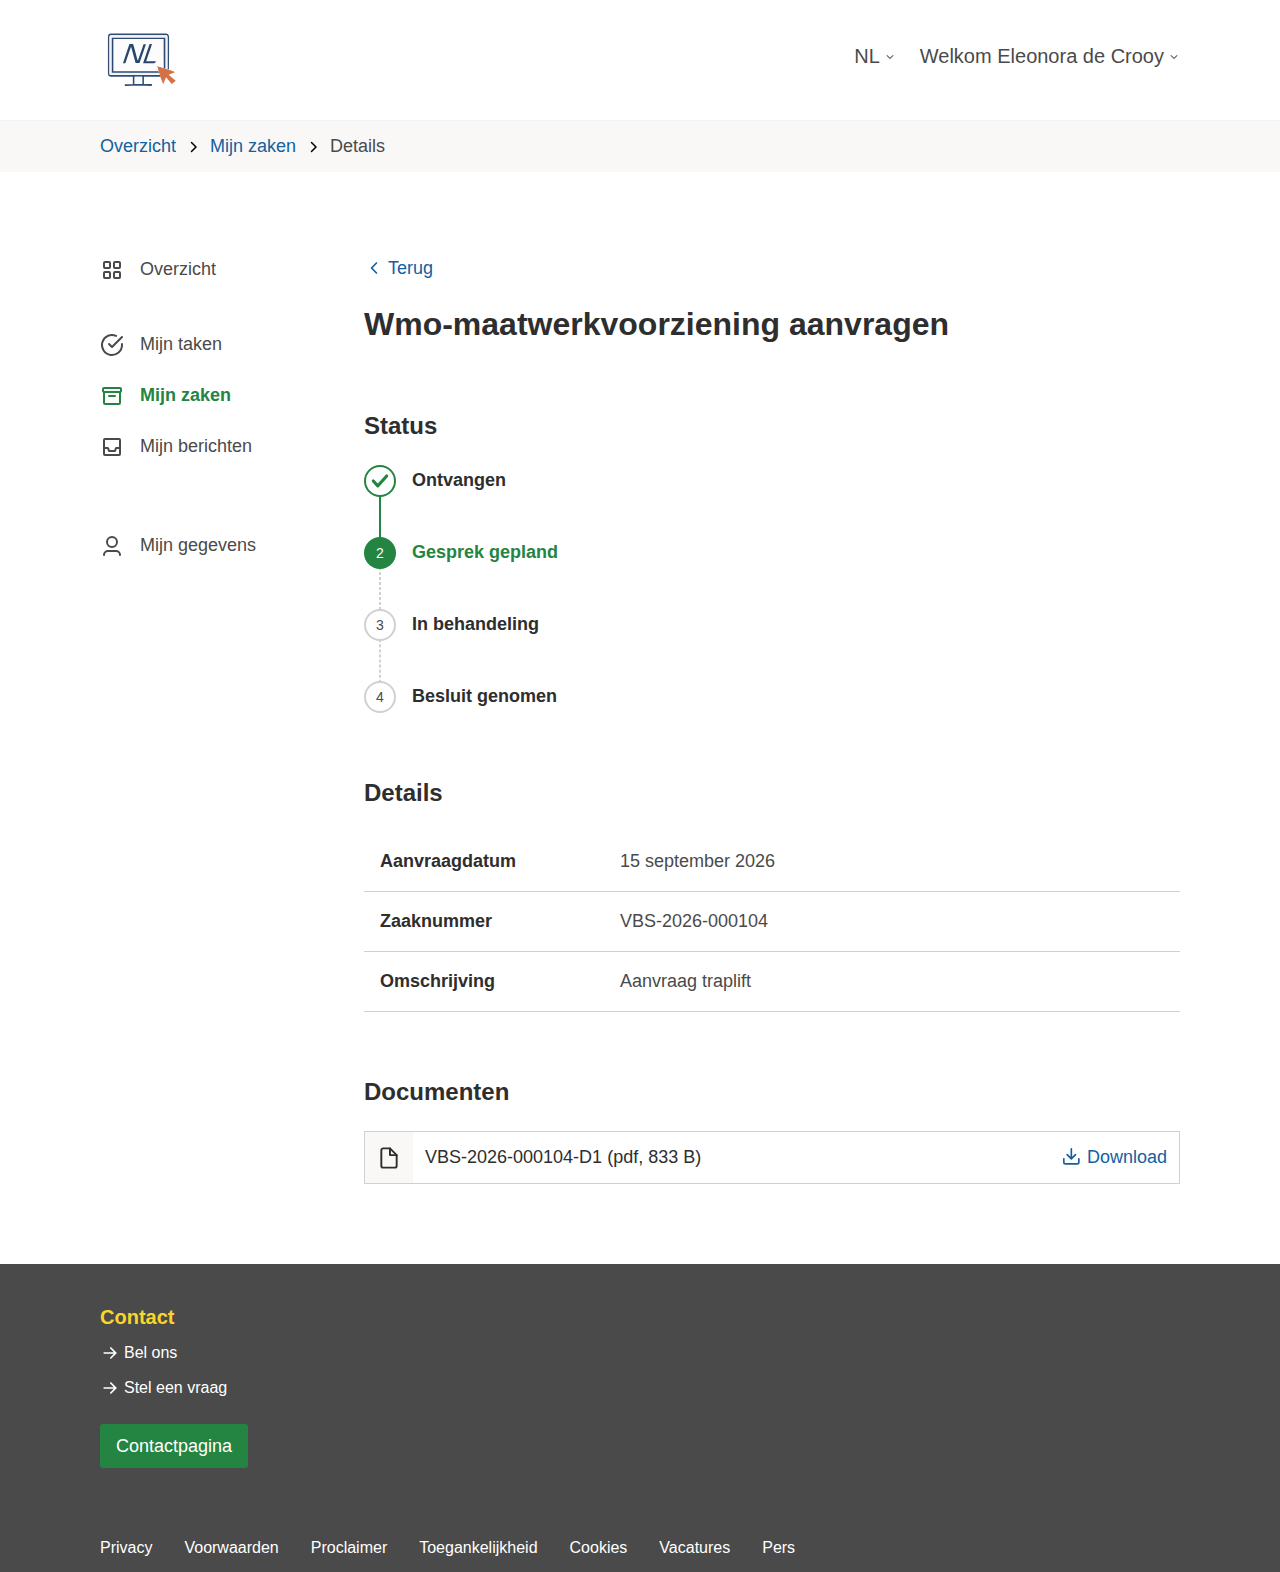 NL
NL
Welkom Eleonora de Crooy
Overzicht
Mijn zaken
Details
Overzicht
Mijn taken
Mijn zaken
Mijn berichten
Mijn gegevens
Terug
Wmo-maatwerkvoorziening aanvragen
Status
Ontvangen
2 Gesprek gepland
3 In behandeling
4 Besluit genomen
Details
Aanvraagdatum 15 september 2026
Zaaknummer VBS-2026-000104
Omschrijving Aanvraag traplift
Documenten
VBS-2026-000104-D1 (pdf, 833 B) Download
Contact
Bel ons
Stel een vraag
Contactpagina
Privacy Voorwaarden Proclaimer Toegankelijkheid Cookies Vacatures Pers